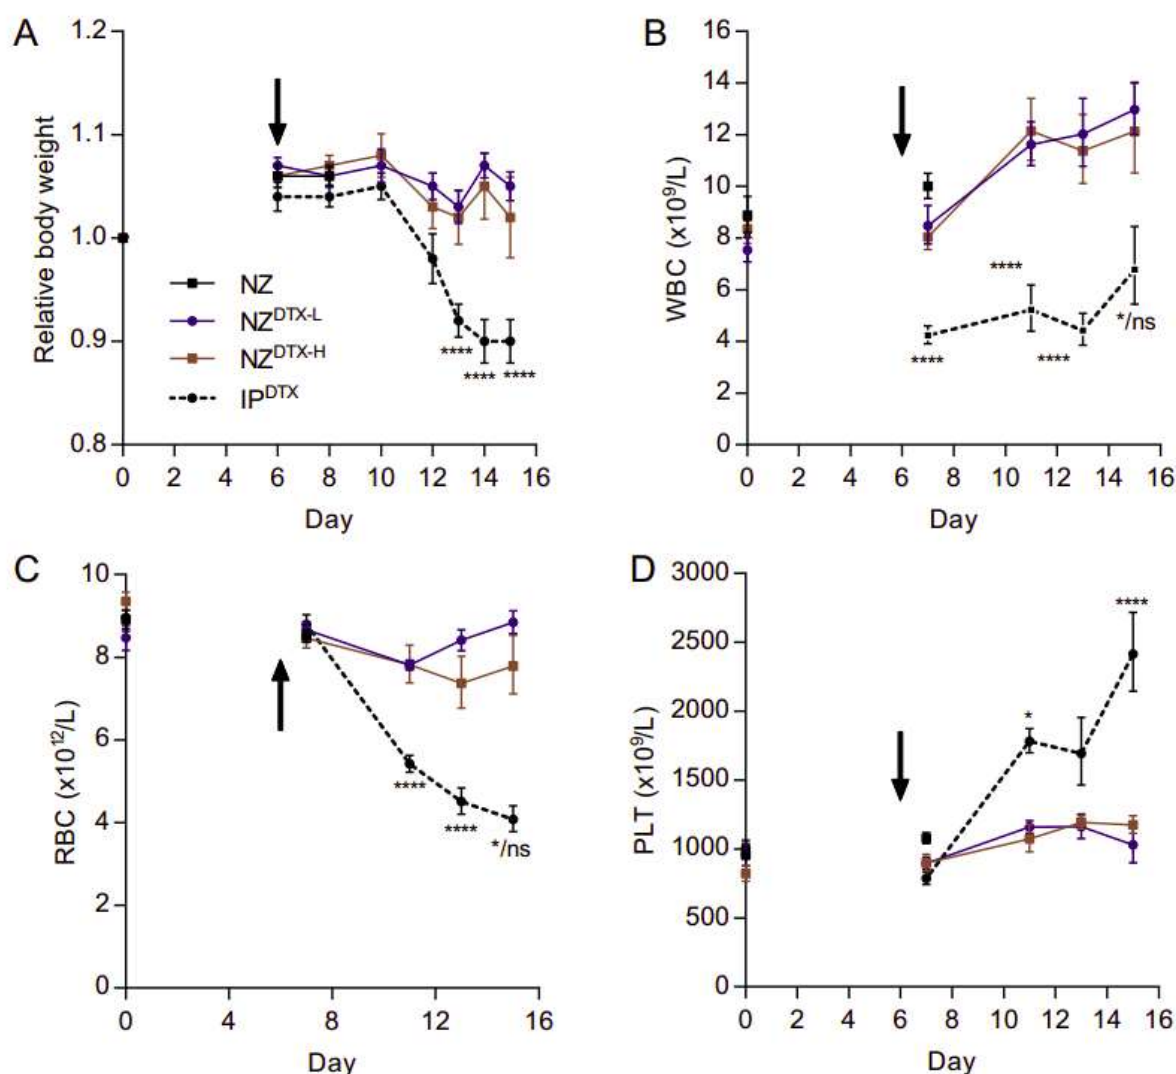 A
Relative body weight
1.2
1.1
1.0
0.9
0.8
NZ
NZDTX-L
NZDTX-H
IPDTX
****
****
****
0 2 4 6 8 10 12 14 16
Day
B
WBC (x10⁹/L)
16
14
12
10
8
6
4
2
0
****
****
****
*/ns
0 2 4 6 8 10 12 14 16
Day
C
RBC (x10¹²/L)
10
8
6
4
2
0
****
****
*/ns
0 4 8 12 16
Day
D
PLT (x10⁹/L)
3000
2500
2000
1500
1000
500
0
*
****
0 2 4 6 8 10 12 14 16
Day